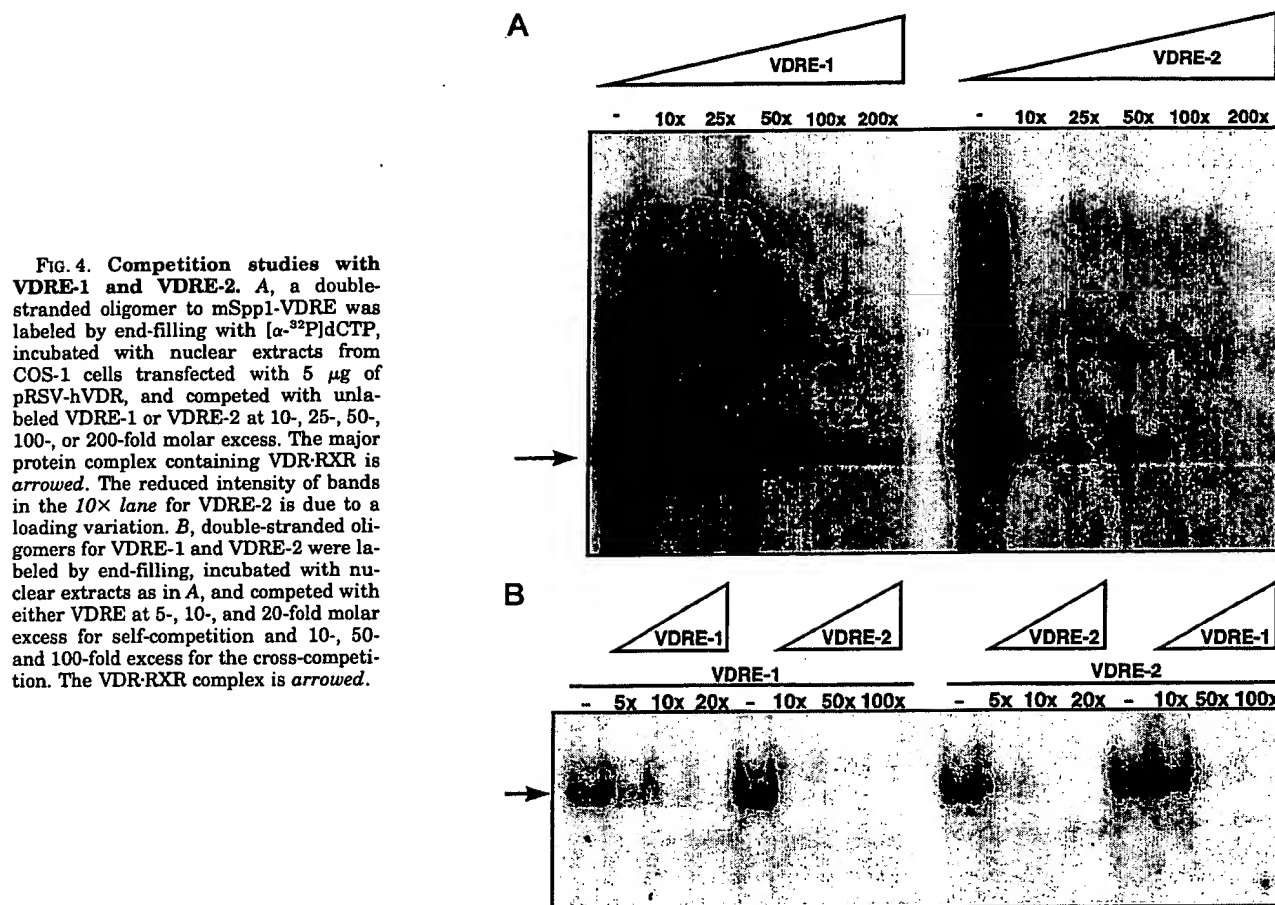 FIG. 4. Competition studies with
VDRE-1 and VDRE-2. A, a double-
stranded oligomer to mSpp1-VDRE was
labeled by end-filling with [α-³²P]dCTP,
incubated with nuclear extracts from
COS-1 cells transfected with 5 μg of
pRSV-hVDR, and competed with unla-
beled VDRE-1 or VDRE-2 at 10-, 25-, 50-,
100-, or 200-fold molar excess. The major
protein complex containing VDR·RXR is
arrowed. The reduced intensity of bands
in the 10× lane for VDRE-2 is due to a
loading variation. B, double-stranded oli-
gomers for VDRE-1 and VDRE-2 were la-
beled by end-filling, incubated with nu-
clear extracts as in A, and competed with
either VDRE at 5-, 10-, and 20-fold molar
excess for self-competition and 10-, 50-
and 100-fold excess for the cross-competi-
tion. The VDR·RXR complex is arrowed.
A
VDRE-1 VDRE-2
- 10x 25x 50x 100x 200x - 10x 25x 50x 100x 200x
B
VDRE-1 VDRE-2 VDRE-2 VDRE-1
VDRE-1 VDRE-2
- 5x 10x 20x - 10x 50x 100x - 5x 10x 20x - 10x 50x 100x